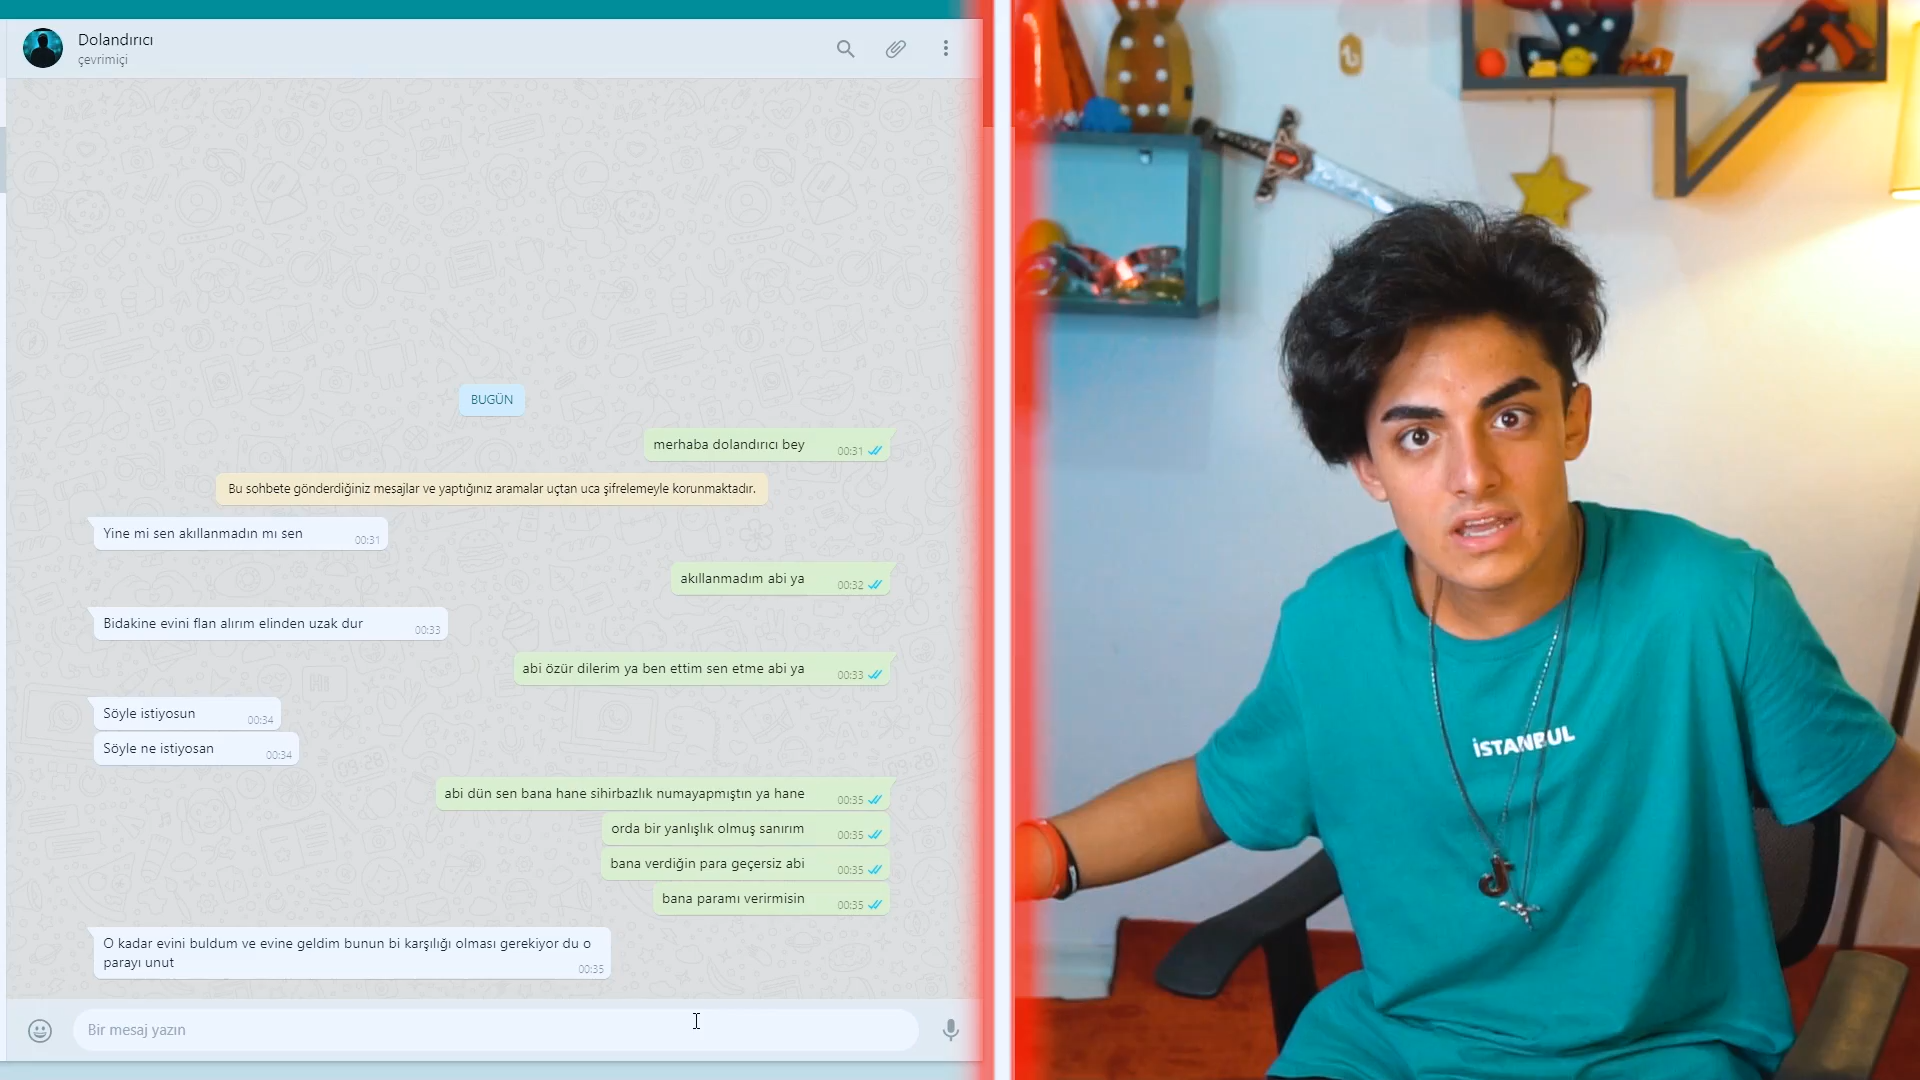 Dolandırıcı
çevrimiçi
BUGÜN
merhaba dolandırıcı bey 00:31
Bu sohbete gönderdiğiniz mesajlar ve yaptığınız aramalar uçtan uca şifrelemeyle korunmaktadır.
Yine mi sen akıllanmadın mı sen 00:31
akıllanmadım abi ya 00:32
Bidakine evini flan alırım elinden uzak dur 00:33
abi özür dilerim ya ben ettim sen etme abi ya 00:33
Söyle istiyosun 00:34
Söyle ne istiyosan 00:34
abi dün sen bana hane sihirbazlık numayapmıştın ya hane 00:35
orda bir yanlışlık olmuş sanırım 00:35
bana verdiğin para geçersiz abi 00:35
bana paramı verirmisin 00:35
O kadar evini buldum ve evine geldim bunun bi karşılığı olması gerekiyor du o
parayı unut 00:35
Bir mesaj yazın
İSTANBUL